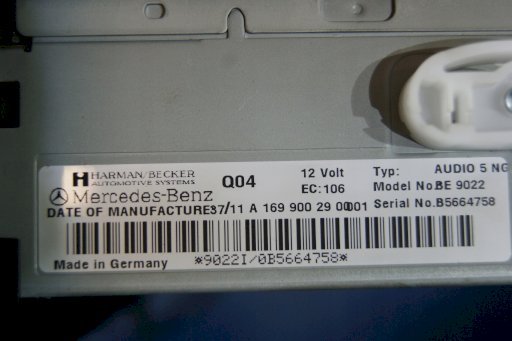 HARMAN/BECKER
AUTOMOTIVE SYSTEMS
Mercedes-Benz
Q04
12 Volt
EC:106
Typ: AUDIO 5 NG
Model No.BE 9022
Serial No.B5664758
DATE OF MANUFACTURE37/11 A 169 900 29 00 001
*9022I/0B5664758*
Made in Germany